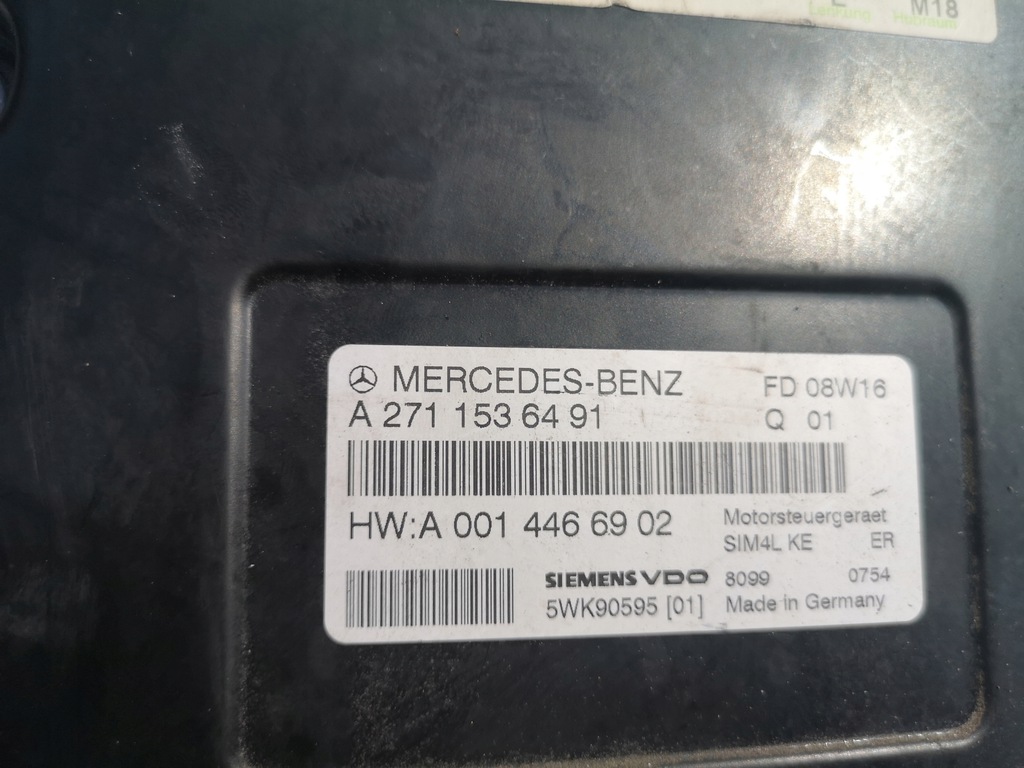 M18
MERCEDES-BENZ FD 08W16
A 271 153 64 91 Q 01
HW:A 001 446 69 02 Motorsteuergeraet
SIM4L KE ER
SIEMENS VDO 8099 0754
5WK90595 [01] Made in Germany